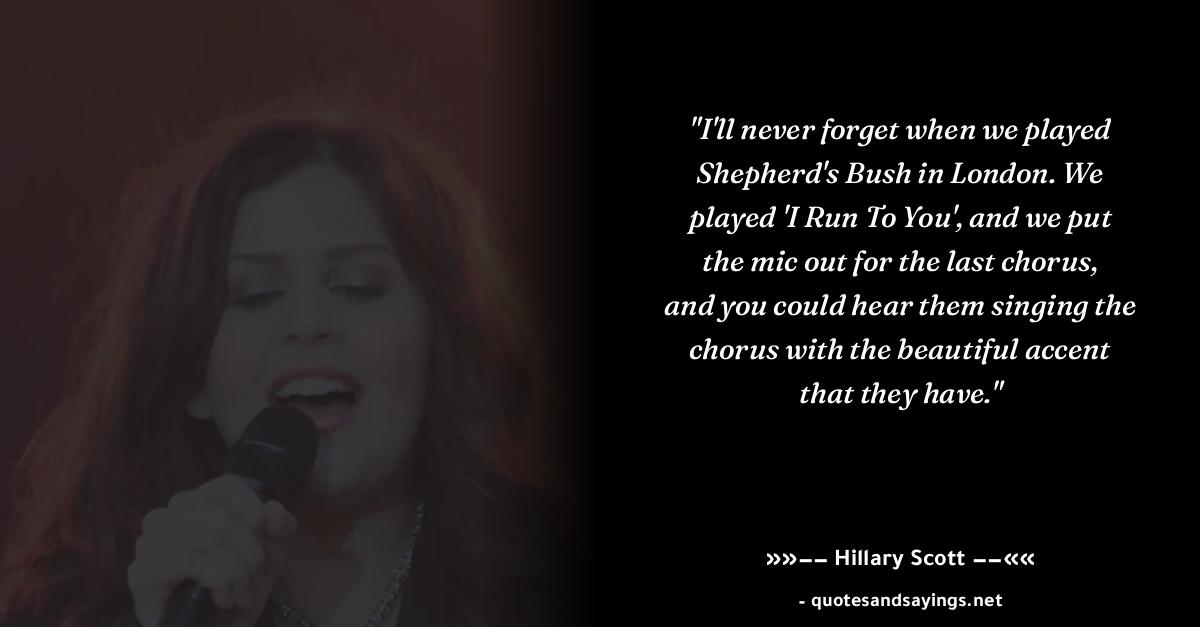 "I'll never forget when we played
Shepherd's Bush in London. We
played 'I Run To You', and we put
the mic out for the last chorus,
and you could hear them singing the
chorus with the beautiful accent
that they have."
»»–– Hillary Scott ––««
- quotesandsayings.net